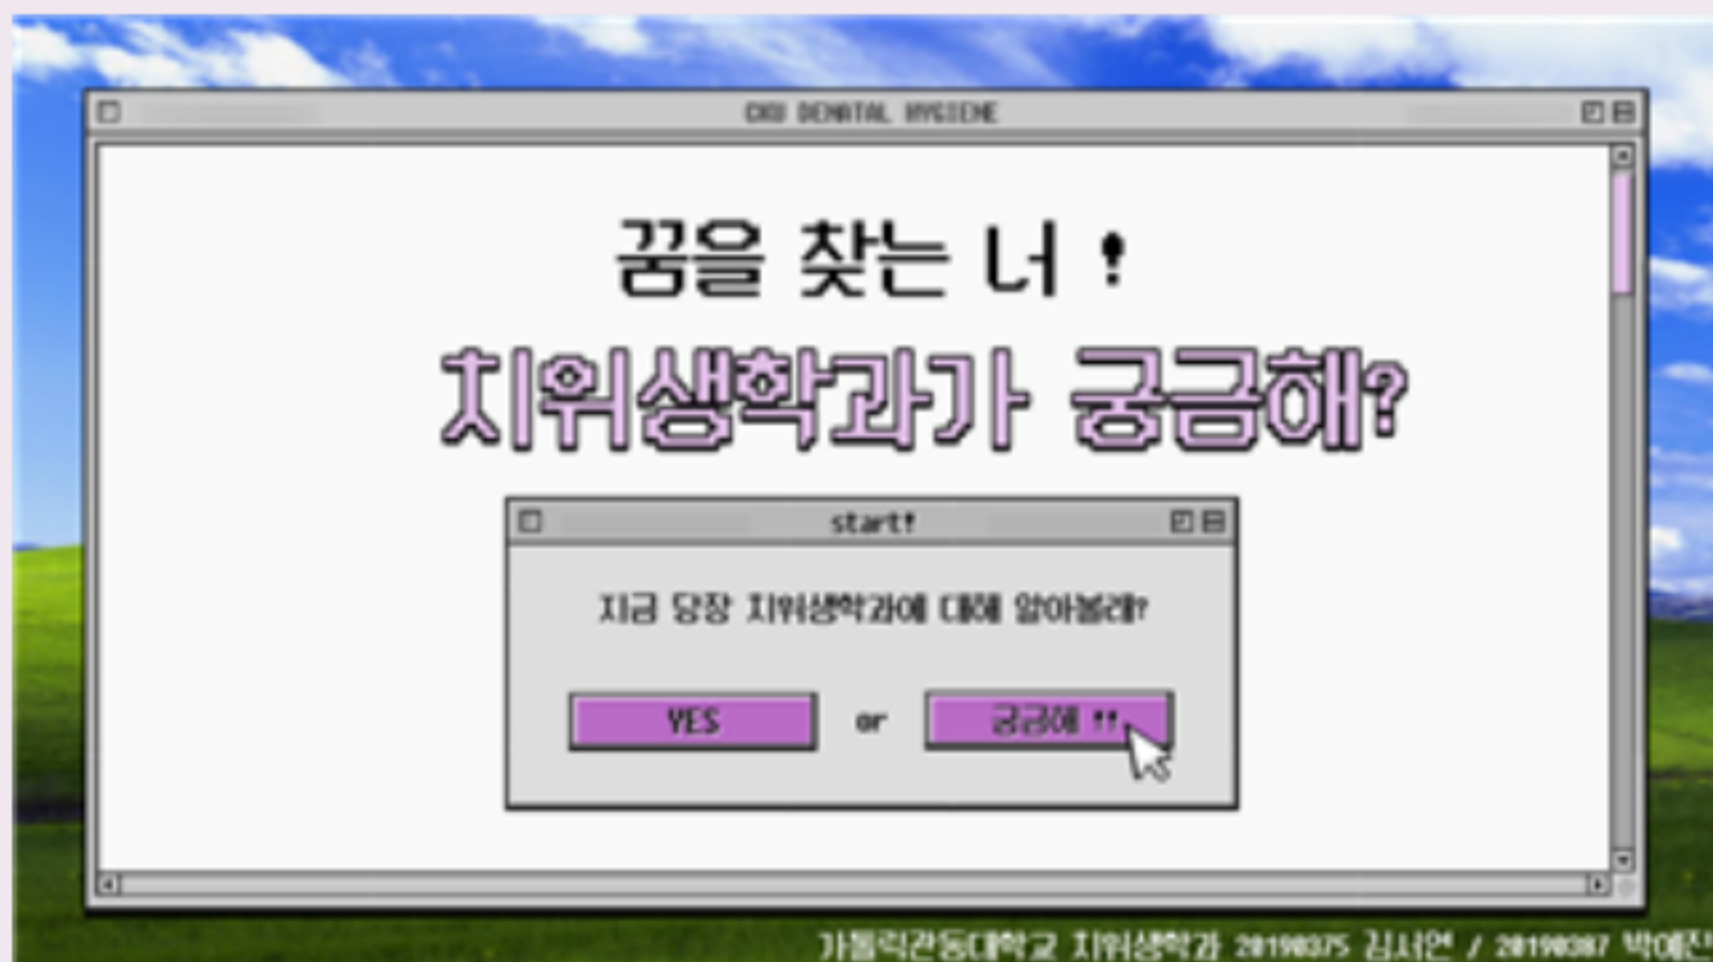 CKU DENATAL HYGIENE
꿈을 찾는 너 !
치위생학과가 궁금해?
start!
지금 당장 치위생학과에 대해 알아볼래?
YES or 궁금해 !!
가톨릭관동대학교 치위생학과 20190375 김서연 / 20190387 박예진